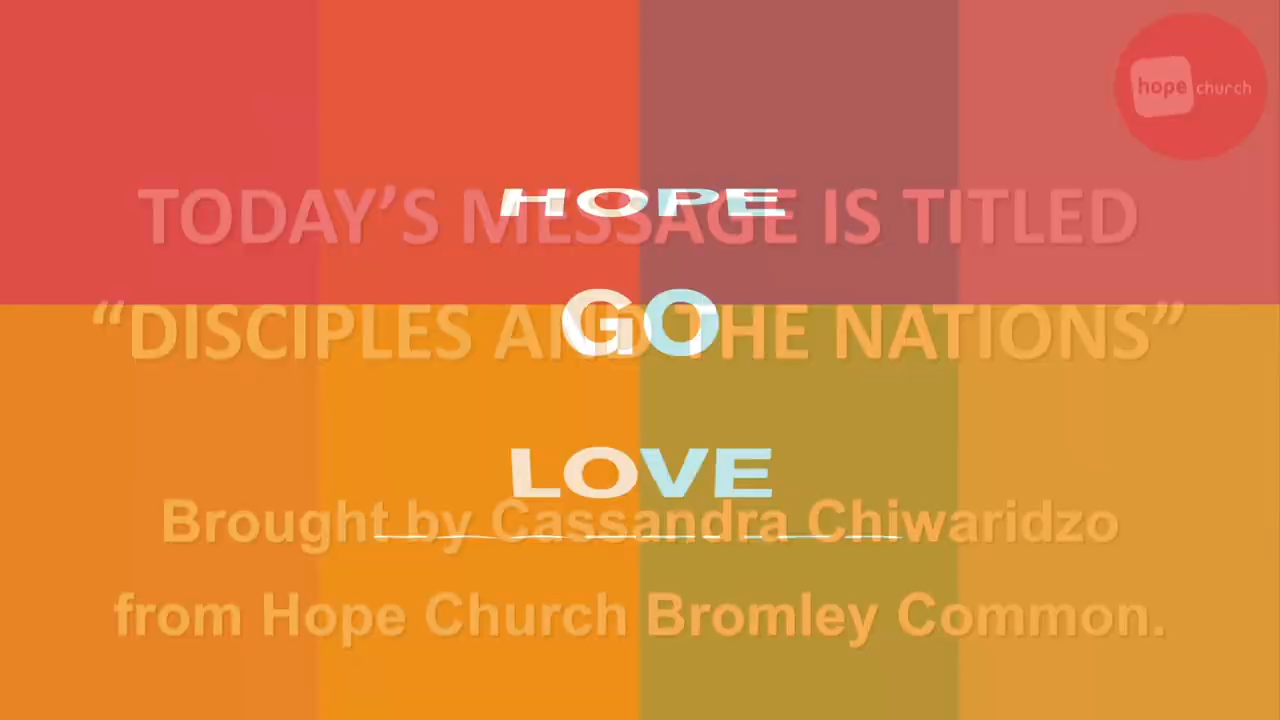 hope church
HOPE
TODAY’S MESSAGE IS TITLED
GO
“DISCIPLES AND THE NATIONS”
LOVE
Brought by Cassandra Chiwaridzo
from Hope Church Bromley Common.